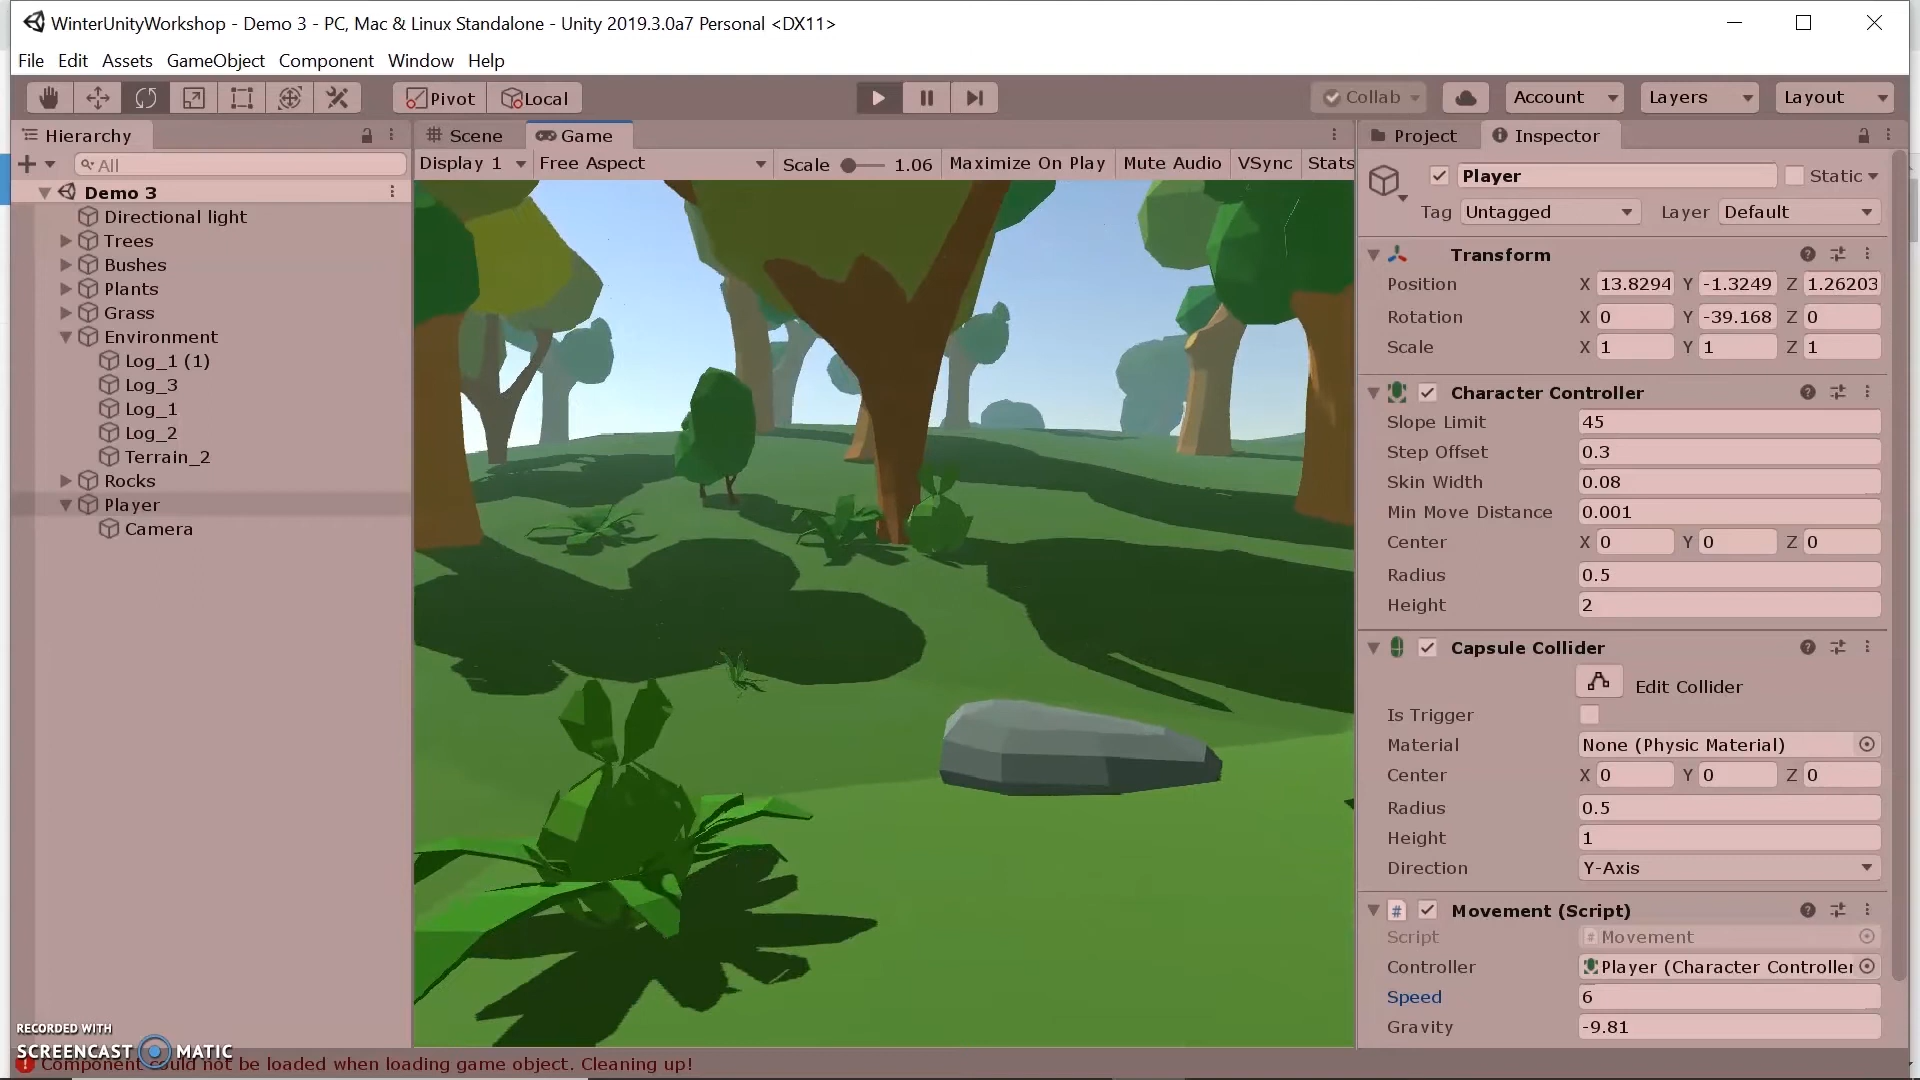 WinterUnityWorkshop - Demo 3 - PC, Mac & Linux Standalone - Unity 2019.3.0a7 Personal <DX11>
File Edit Assets GameObject Component Window Help
Pivot Local Collab Account Layers Layout
Hierarchy
All
Demo 3
Directional light
Trees
Bushes
Plants
Grass
Environment
Log_1 (1)
Log_3
Log_1
Log_2
Terrain_2
Rocks
Player
Camera
Scene Game
Display 1 Free Aspect Scale 1.06 Maximize On Play Mute Audio VSync Stats
Project Inspector
Player Static
Tag Untagged Layer Default
Transform
Position X 13.8294 Y -1.3249 Z 1.26203
Rotation X 0 Y -39.168 Z 0
Scale X 1 Y 1 Z 1
Character Controller
Slope Limit 45
Step Offset 0.3
Skin Width 0.08
Min Move Distance 0.001
Center X 0 Y 0 Z 0
Radius 0.5
Height 2
Capsule Collider
Edit Collider
Is Trigger
Material None (Physic Material)
Center X 0 Y 0 Z 0
Radius 0.5
Height 1
Direction Y-Axis
Movement (Script)
Script Movement
Controller Player (Character Controller
Speed 6
Gravity -9.81
RECORDED WITH
SCREENCAST MATIC
Component could not be loaded when loading game object. Cleaning up!